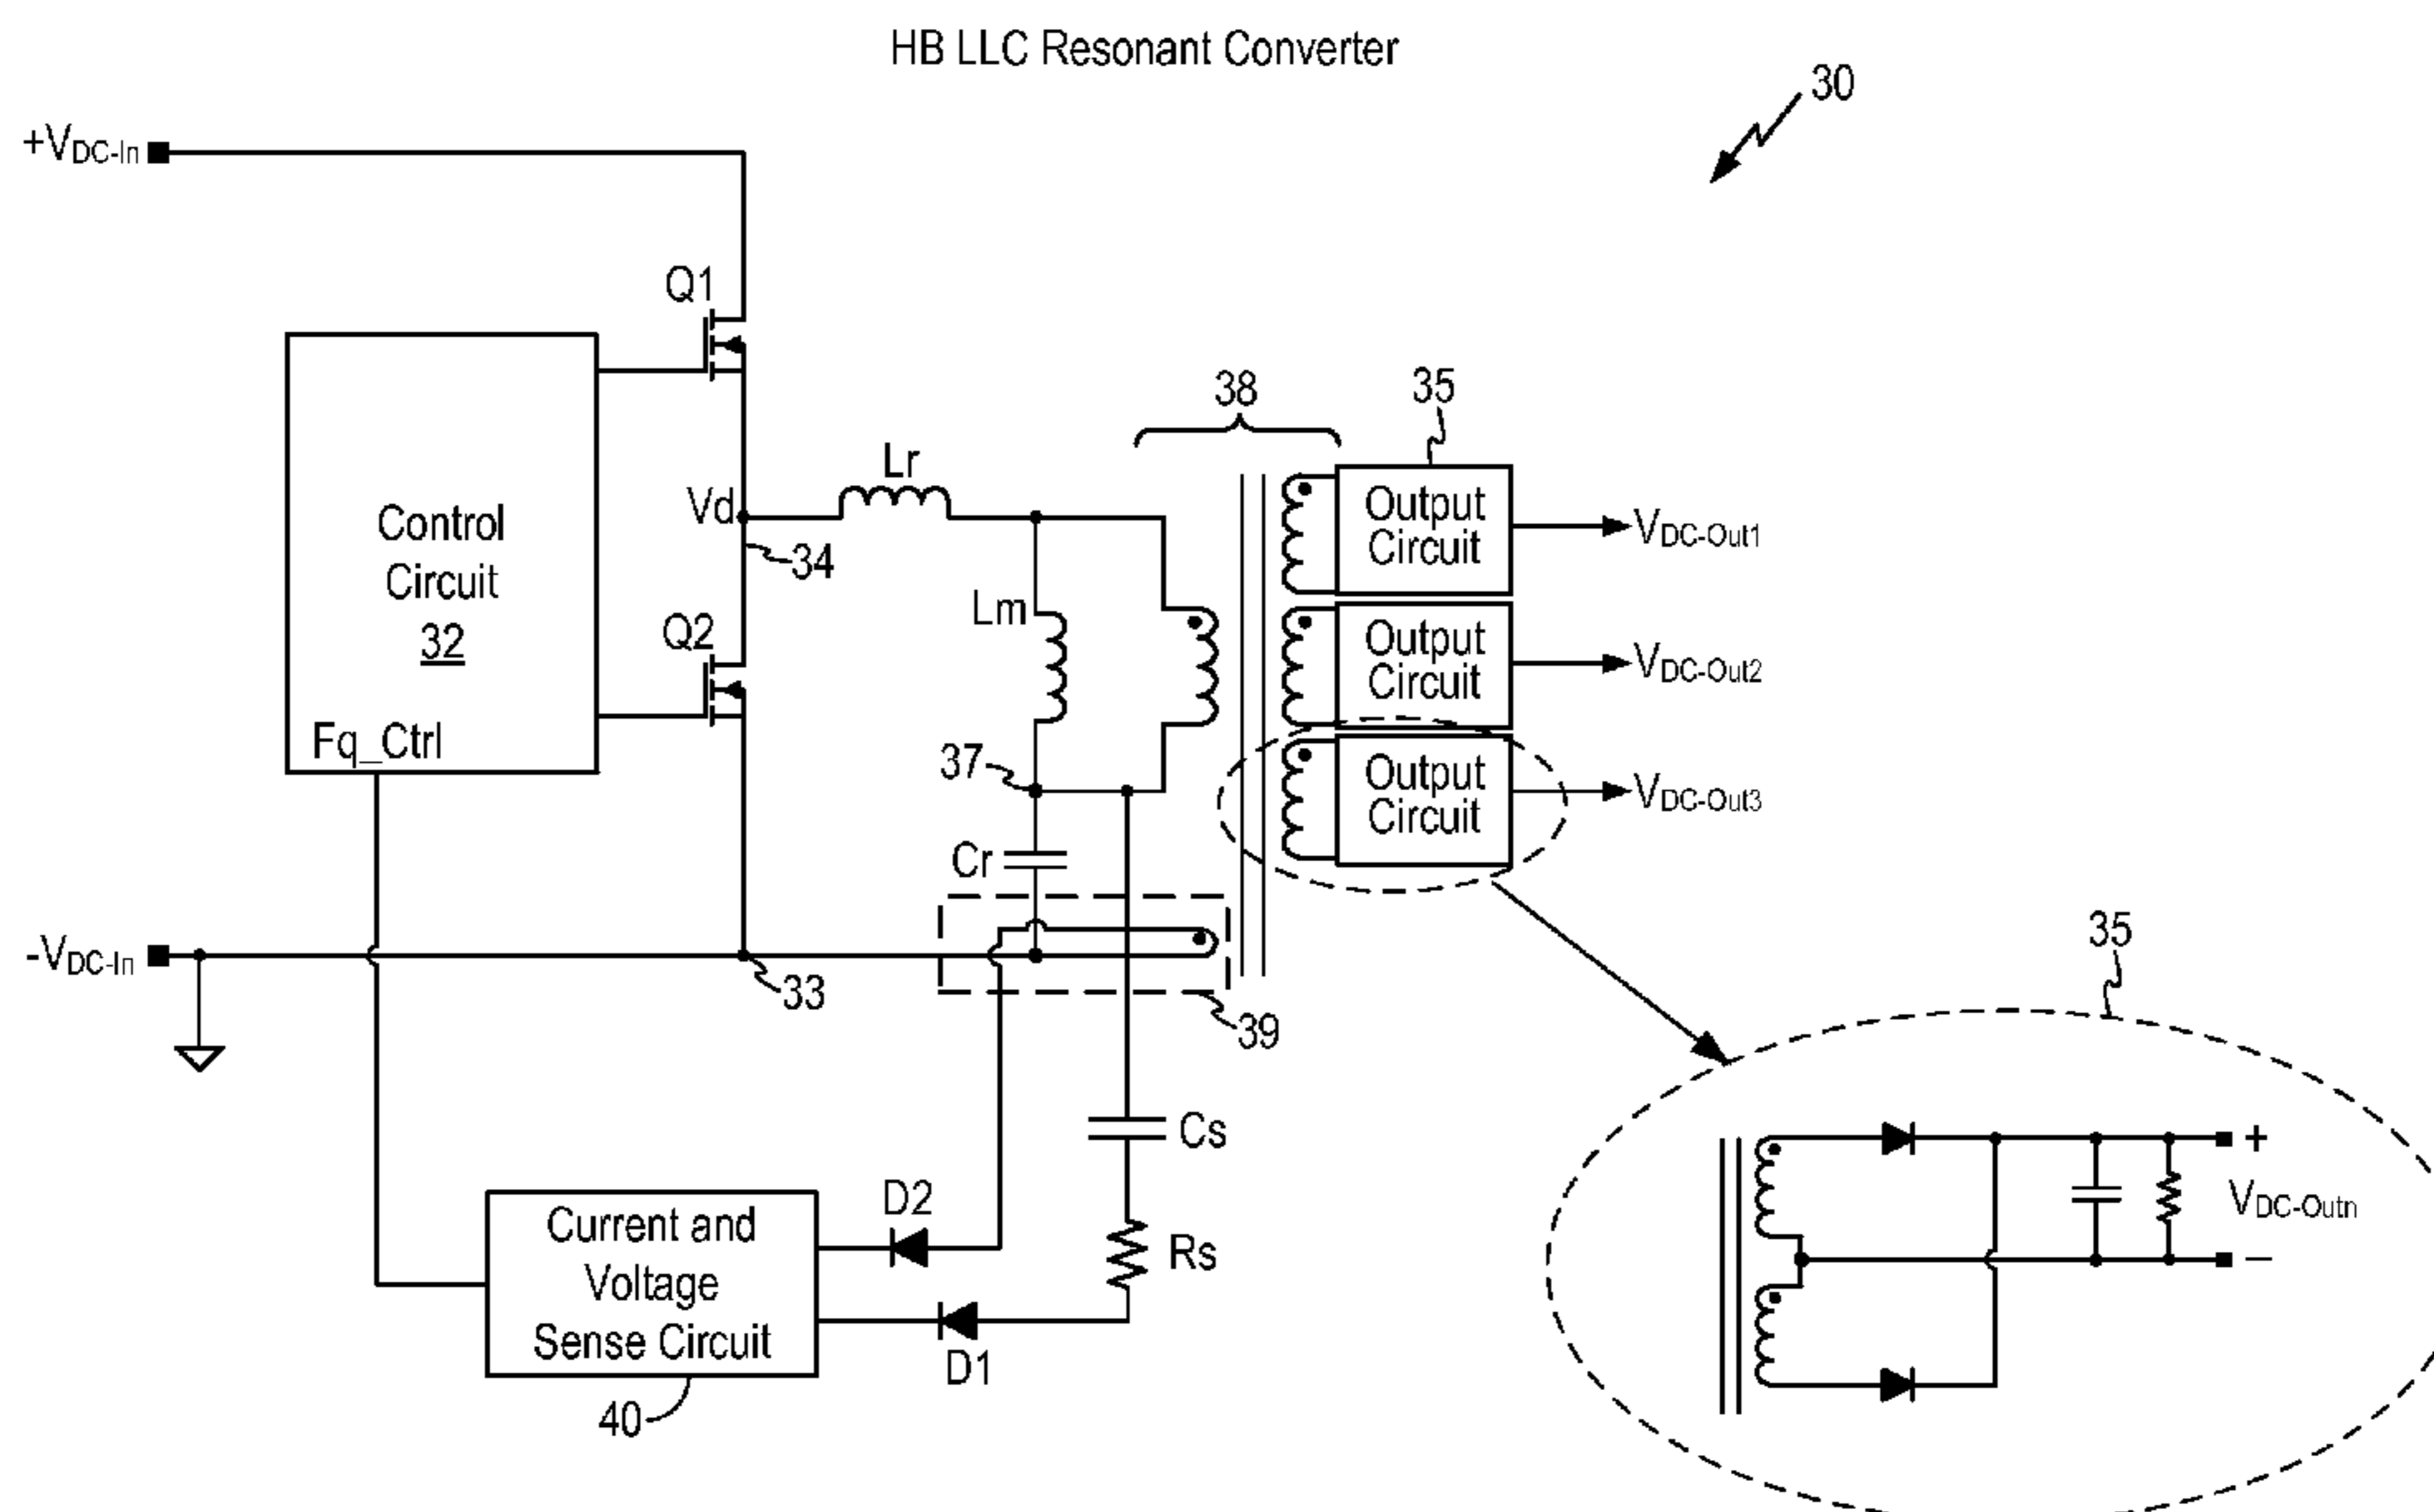 HB LLC Resonant Converter
30
+VDC-In
Q1
Control
Circuit
32
Fq_Ctrl
Vd
34
Q2
Lr
Lm
38
35
Output
Circuit
VDC-Out1
Output
Circuit
VDC-Out2
Output
Circuit
VDC-Out3
37
Cr
-VDC-In
33
39
35
Cs
Rs
D2
D1
Current and
Voltage
Sense Circuit
40
+
VDC-Outn
–